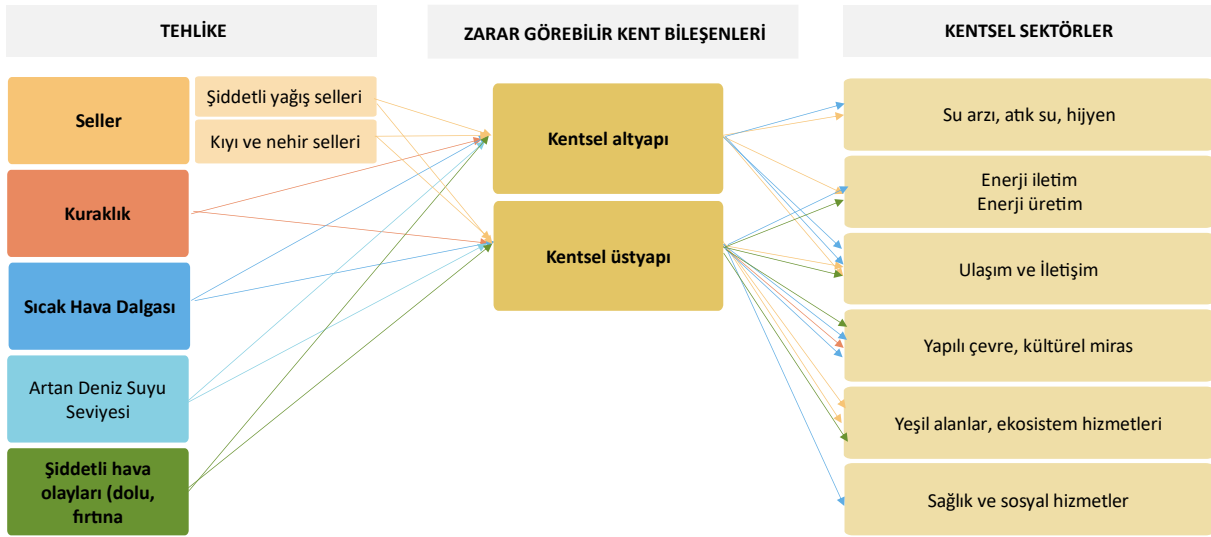 TEHLİKE
ZARAR GÖREBİLİR KENT BİLEŞENLERİ
KENTSEL SEKTÖRLER
Seller
Şiddetli yağış selleri
Kıyı ve nehir selleri
Kuraklık
Sıcak Hava Dalgası
Artan Deniz Suyu
Seviyesi
Şiddetli hava
olayları (dolu,
fırtına
Kentsel altyapı
Kentsel üstyapı
Su arzı, atık su, hijyen
Enerji iletim
Enerji üretim
Ulaşım ve İletişim
Yapılı çevre, kültürel miras
Yeşil alanlar, ekosistem hizmetleri
Sağlık ve sosyal hizmetler